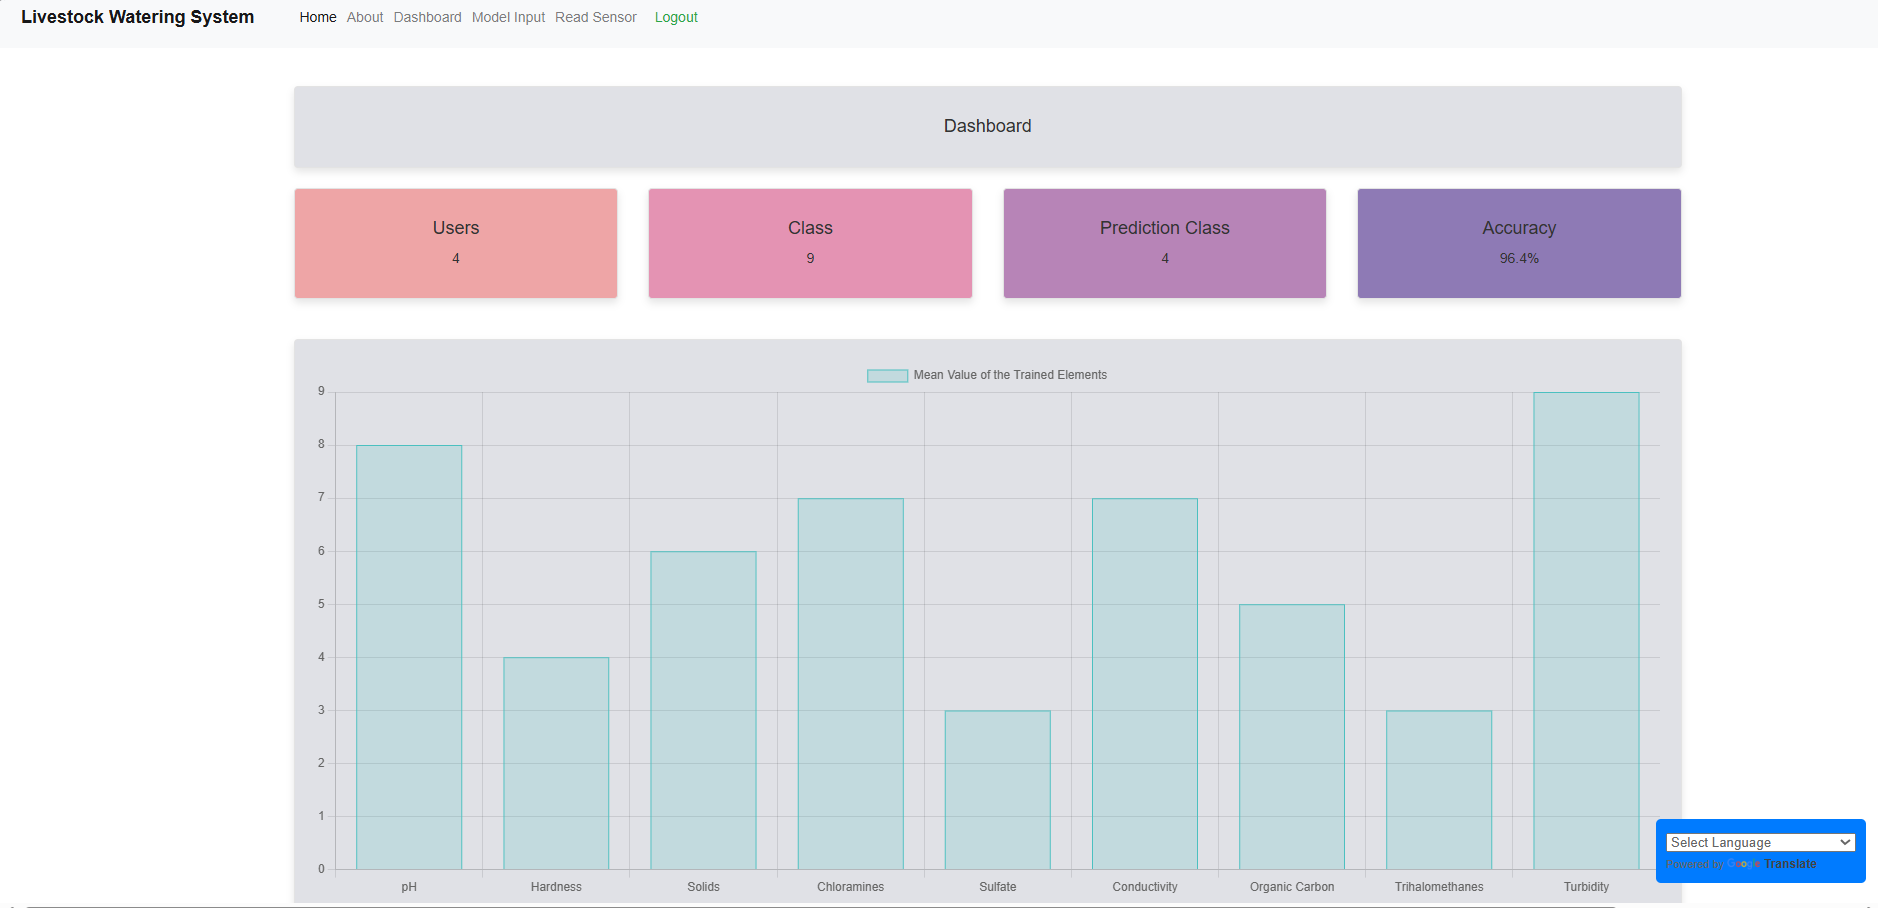 Livestock Watering System Home About Dashboard Model Input Read Sensor Logout
Dashboard
Users Class Prediction Class Accuracy
4 9 4 96.4%
Mean Value of the Trained Elements
9
8
7
6
5
4
3
2
1
0
pH Hardness Solids Chloramines Sulfate Conductivity Organic Carbon Trihalomethanes Turbidity
Select Language
Powered by Google Translate